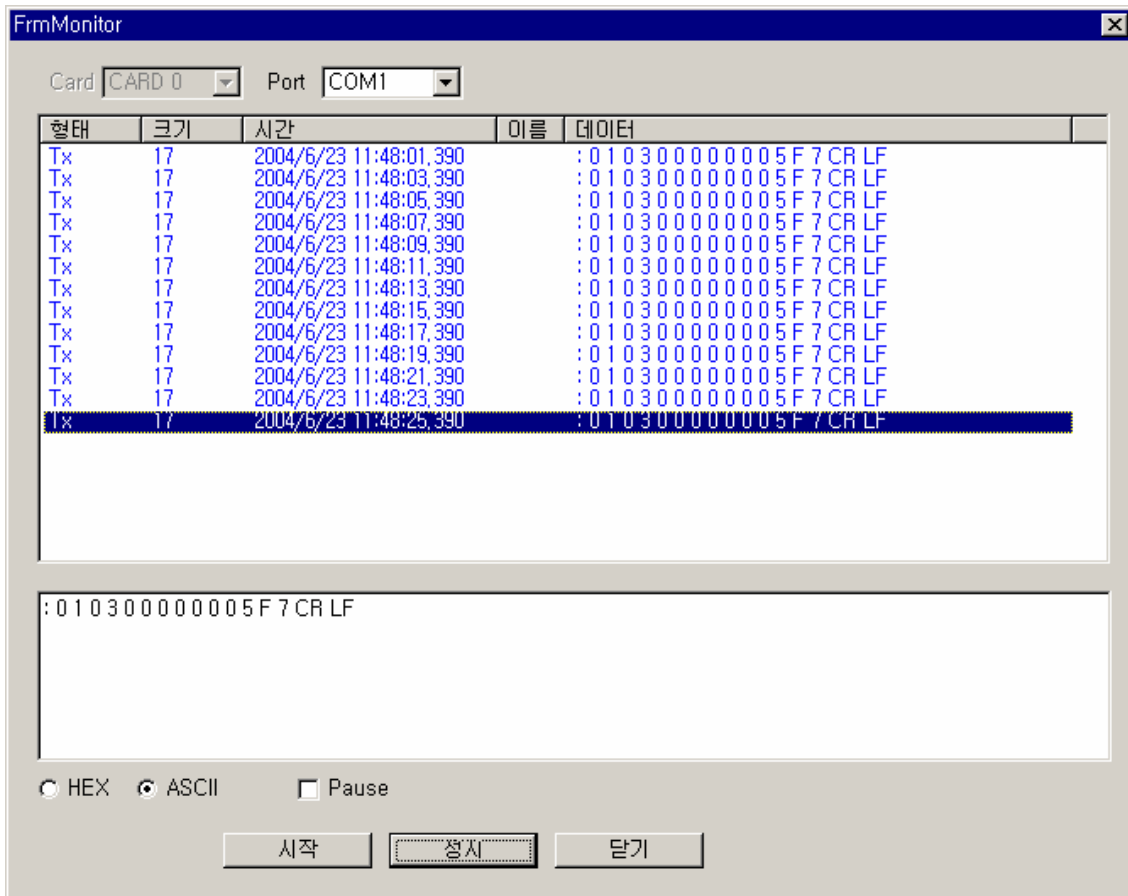 FrmMonitor
Card CARD 0 Port COM1
형태 크기 시간 이름 데이터
Tx 17 2004/6/23 11:48:01,390 : 0 1 0 3 0 0 0 0 0 0 0 5 F 7 CR LF
Tx 17 2004/6/23 11:48:03,390 : 0 1 0 3 0 0 0 0 0 0 0 5 F 7 CR LF
Tx 17 2004/6/23 11:48:05,390 : 0 1 0 3 0 0 0 0 0 0 0 5 F 7 CR LF
Tx 17 2004/6/23 11:48:07,390 : 0 1 0 3 0 0 0 0 0 0 0 5 F 7 CR LF
Tx 17 2004/6/23 11:48:09,390 : 0 1 0 3 0 0 0 0 0 0 0 5 F 7 CR LF
Tx 17 2004/6/23 11:48:11,390 : 0 1 0 3 0 0 0 0 0 0 0 5 F 7 CR LF
Tx 17 2004/6/23 11:48:13,390 : 0 1 0 3 0 0 0 0 0 0 0 5 F 7 CR LF
Tx 17 2004/6/23 11:48:15,390 : 0 1 0 3 0 0 0 0 0 0 0 5 F 7 CR LF
Tx 17 2004/6/23 11:48:17,390 : 0 1 0 3 0 0 0 0 0 0 0 5 F 7 CR LF
Tx 17 2004/6/23 11:48:19,390 : 0 1 0 3 0 0 0 0 0 0 0 5 F 7 CR LF
Tx 17 2004/6/23 11:48:21,390 : 0 1 0 3 0 0 0 0 0 0 0 5 F 7 CR LF
Tx 17 2004/6/23 11:48:23,390 : 0 1 0 3 0 0 0 0 0 0 0 5 F 7 CR LF
Tx 17 2004/6/23 11:48:25,390 : 0 1 0 3 0 0 0 0 0 0 0 5 F 7 CR LF
: 0 1 0 3 0 0 0 0 0 0 0 5 F 7 CR LF
HEX ASCII Pause
시작 정지 닫기